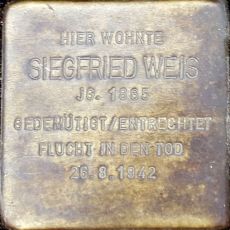 HIER WOHNTE
SIEGFRIED WEIS
JG. 1865
GEDEMÜTIGT/ENTRECHTET
FLUCHT IN DEN TOD
26.8.1942